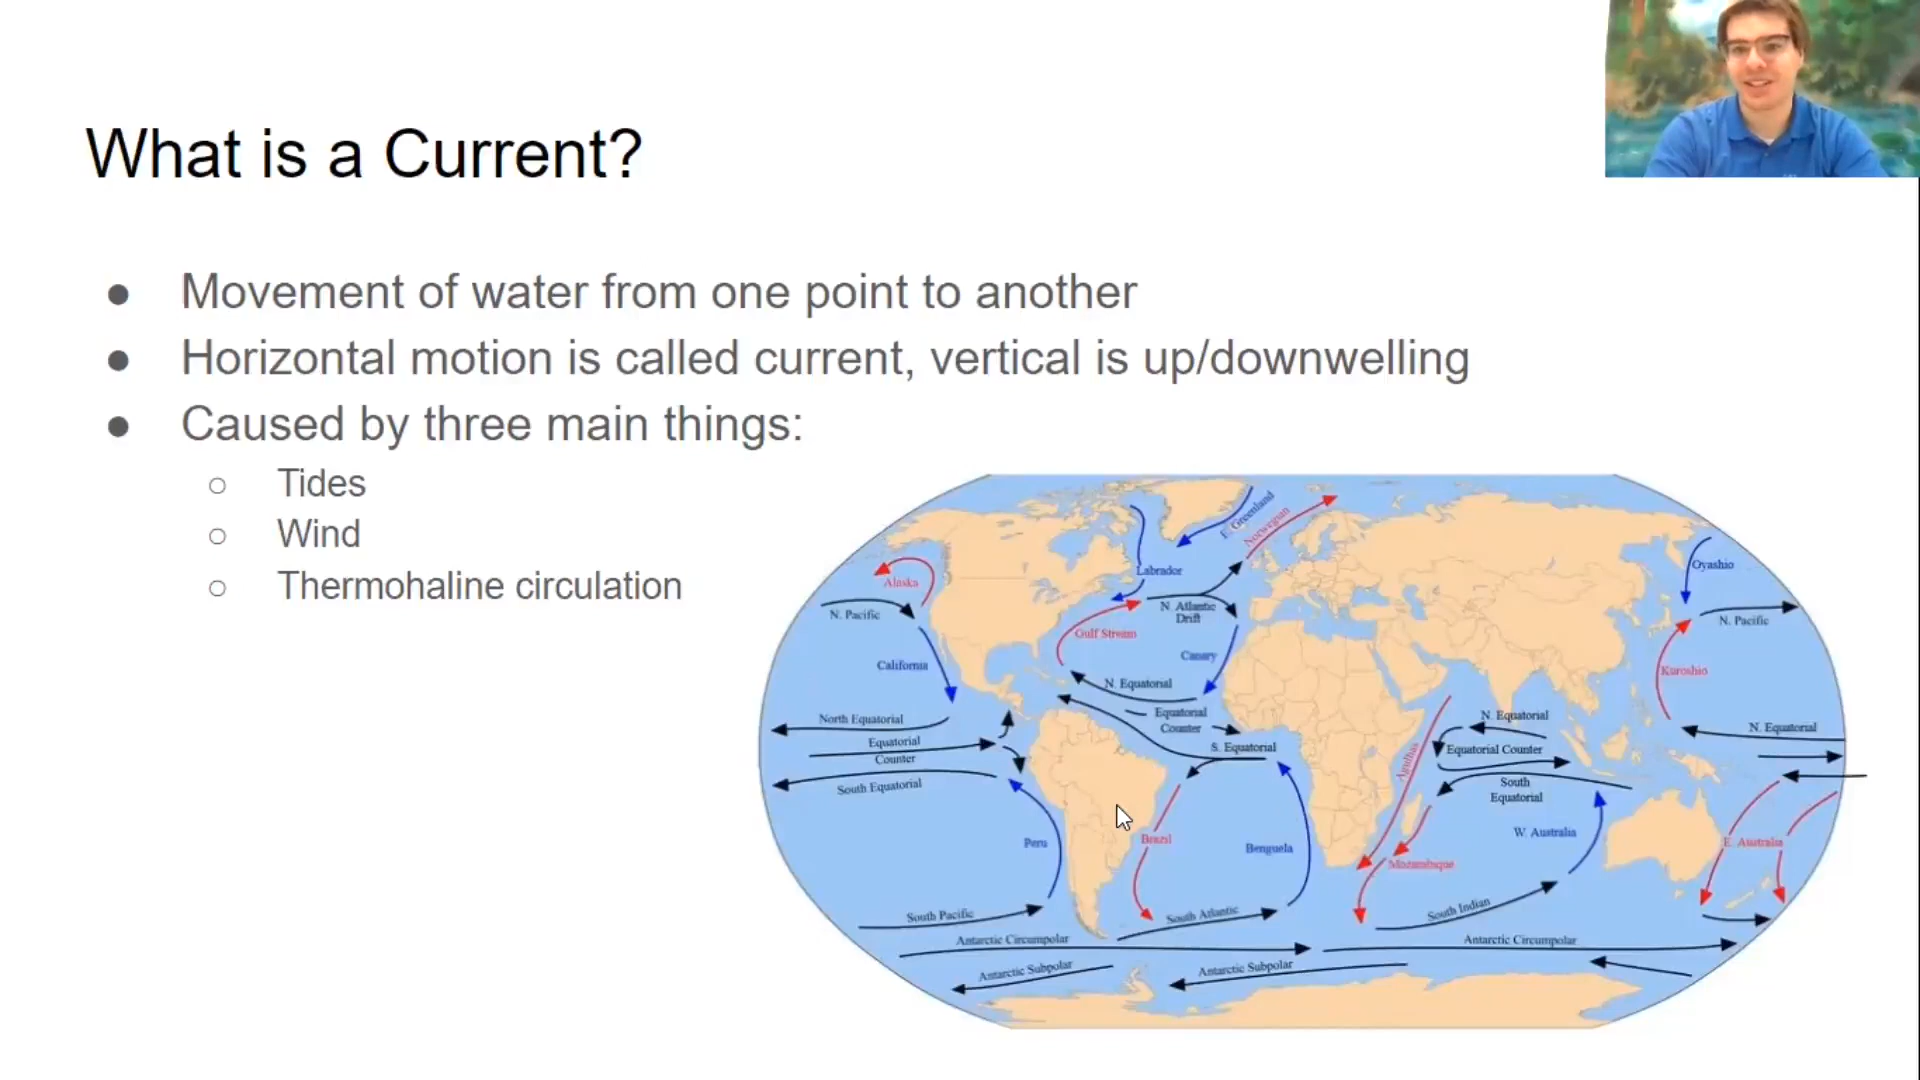 What is a Current?
● Movement of water from one point to another
● Horizontal motion is called current, vertical is up/downwelling
● Caused by three main things:
○ Tides
○ Wind
○ Thermohaline circulation
E. Greenland
Norwegian
Labrador
Oyashio
Alaska
N. Pacific
N. Atlantic
Drift
N. Pacific
Gulf Stream
California
Canary
Kuroshio
N. Equatorial
North Equatorial
Equatorial
Counter
N. Equatorial
N. Equatorial
Equatorial
Counter
S. Equatorial
Agulhas
Equatorial Counter
South Equatorial
South
Equatorial
Peru
Brazil
Benguela
Mozambique
W. Australia
E. Australia
South Pacific
South Atlantic
South Indian
Antarctic Circumpolar
Antarctic Circumpolar
Antarctic Subpolar
Antarctic Subpolar